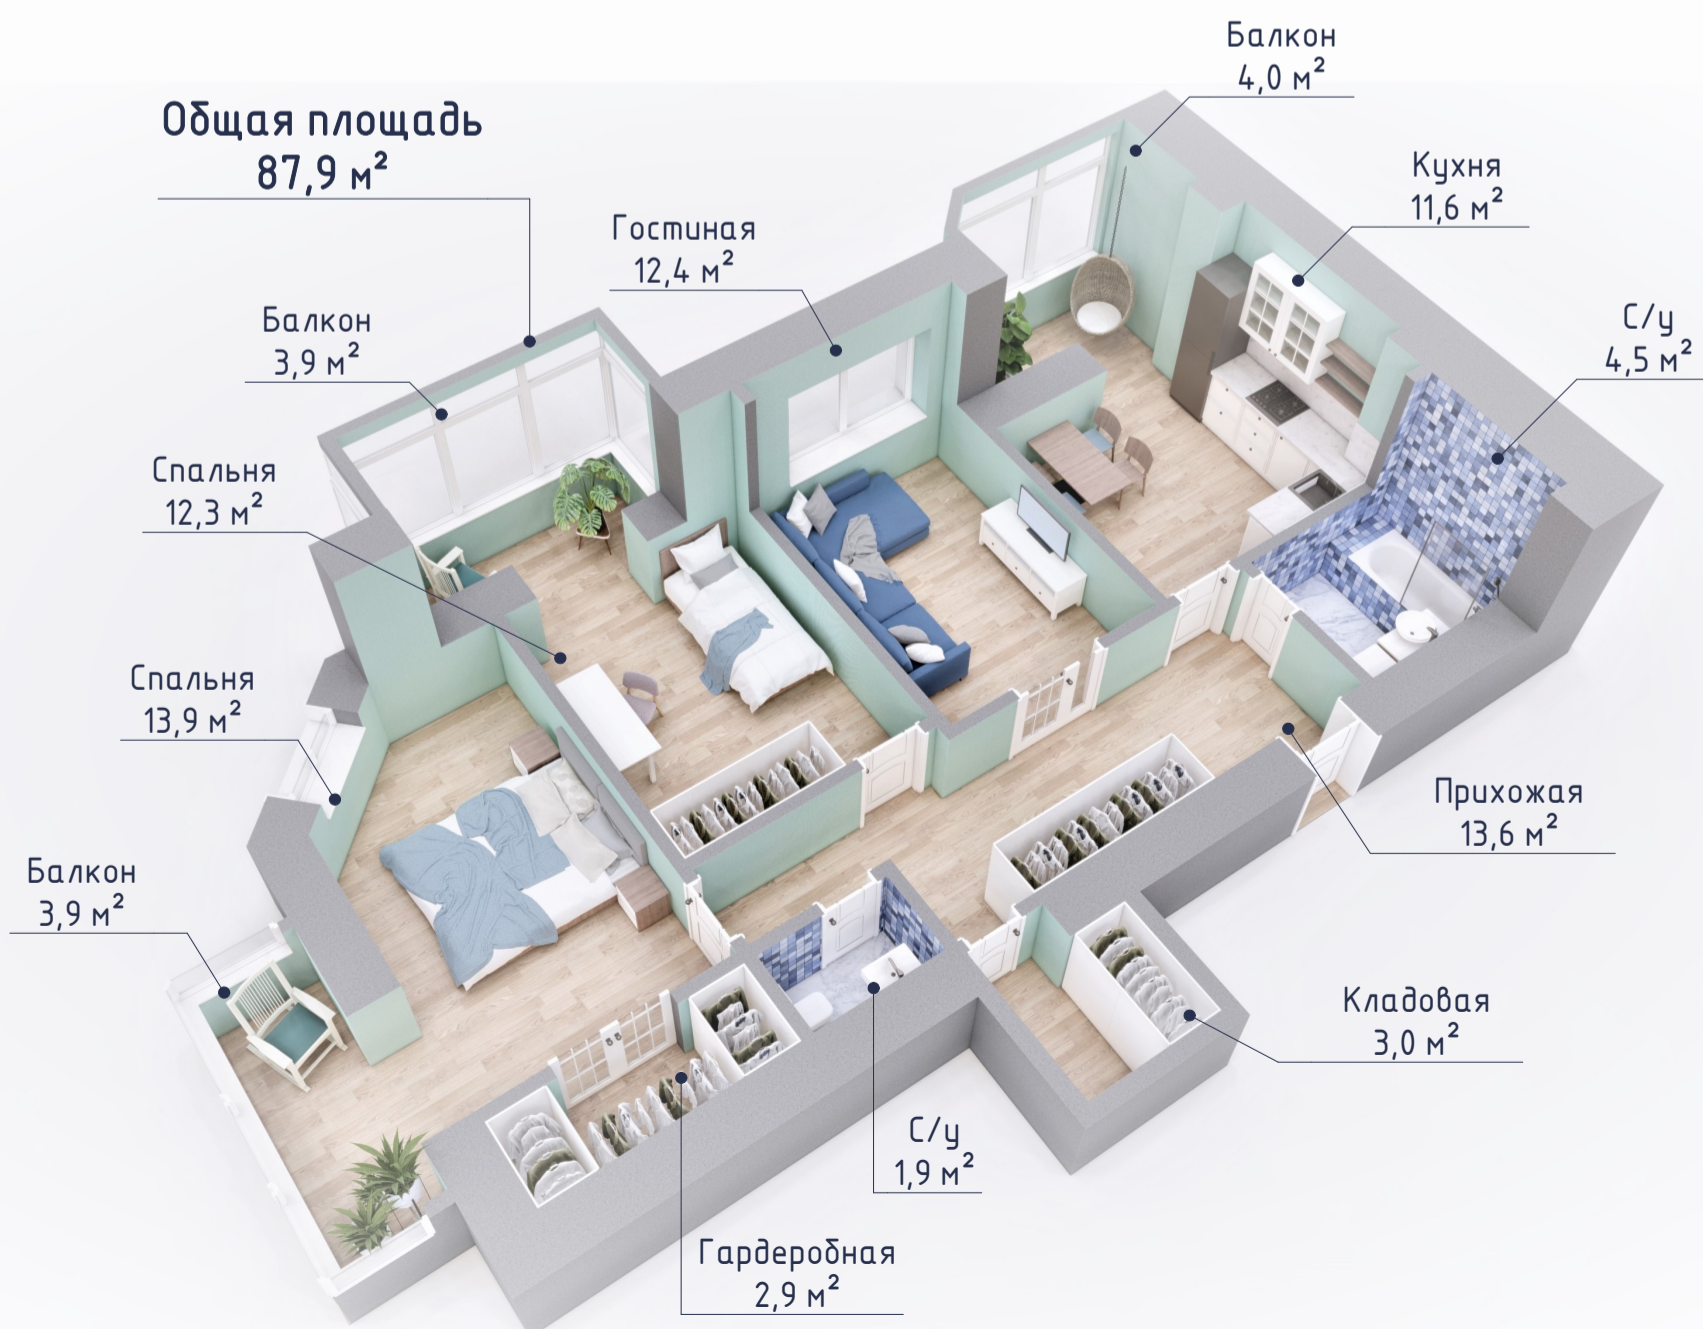 Балкон
4,0 м²
Общая площадь
87,9 м²
Кухня
11,6 м²
Гостиная
12,4 м²
Балкон
3,9 м²
С/у
4,5 м²
Спальня
12,3 м²
Спальня
13,9 м²
Прихожая
13,6 м²
Балкон
3,9 м²
Кладовая
3,0 м²
С/у
1,9 м²
Гардеробная
2,9 м²